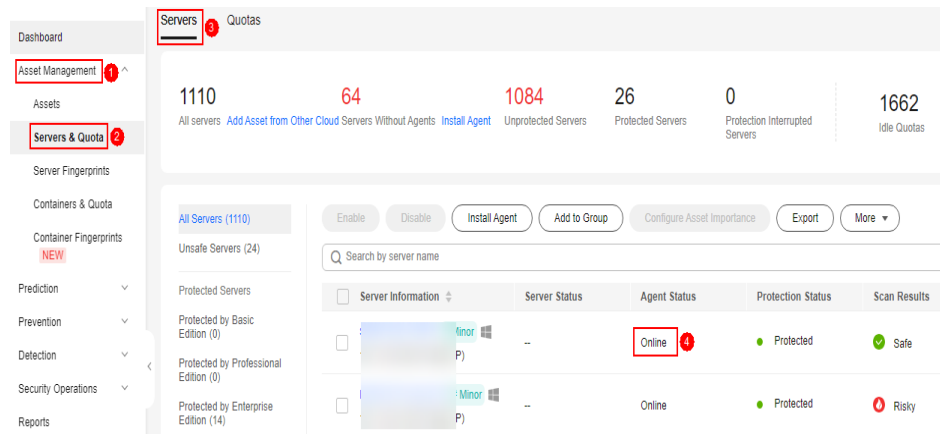 Dashboard
Asset Management 1
Assets
Servers & Quota 2
Server Fingerprints
Containers & Quota
Container Fingerprints
NEW
Prediction
Prevention
Detection
Security Operations
Reports
Servers 3 Quotas
1110 64 1084 26 0 1662
All servers Add Asset from Other Cloud Servers Without Agents Install Agent Unprotected Servers Protected Servers Protection Interrupted
Servers
Idle Quotas
All Servers (1110)
Unsafe Servers (24)
Protected Servers
Protected by Basic
Edition (0)
Protected by Professional
Edition (0)
Protected by Enterprise
Edition (14)
Enable Disable Install Agent Add to Group Configure Asset Importance Export More
Search by server name
Server Information Server Status Agent Status Protection Status Scan Results
Minor -- Online 4 Protected Safe
P)
Minor -- Online Protected Risky
P)